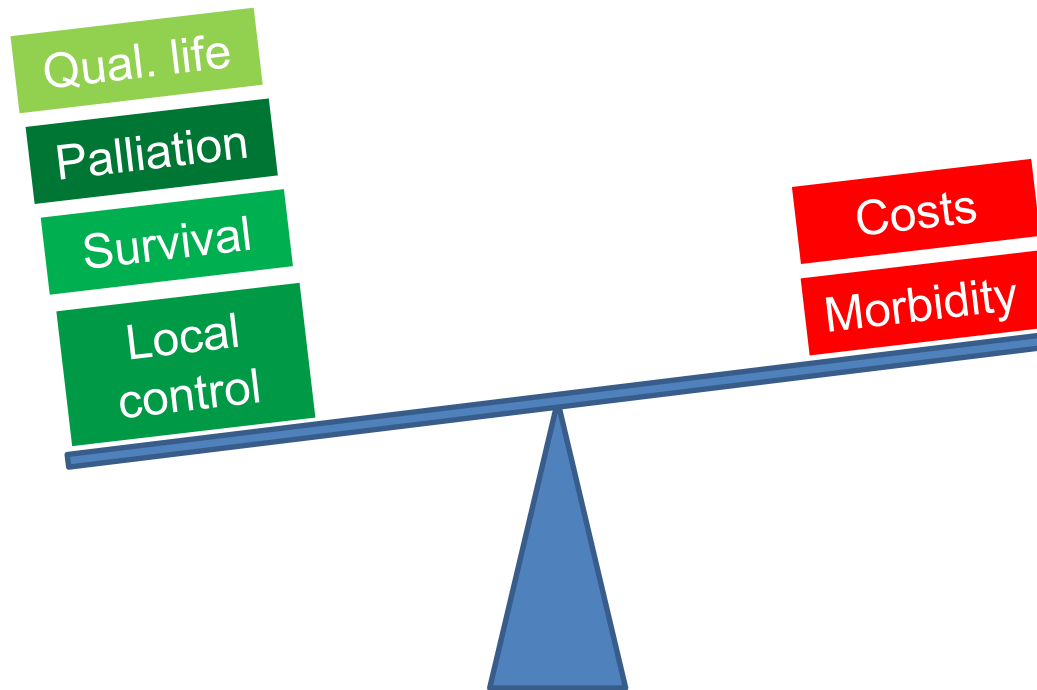 Qual. life
Palliation
Survival
Local
control
Costs
Morbidity